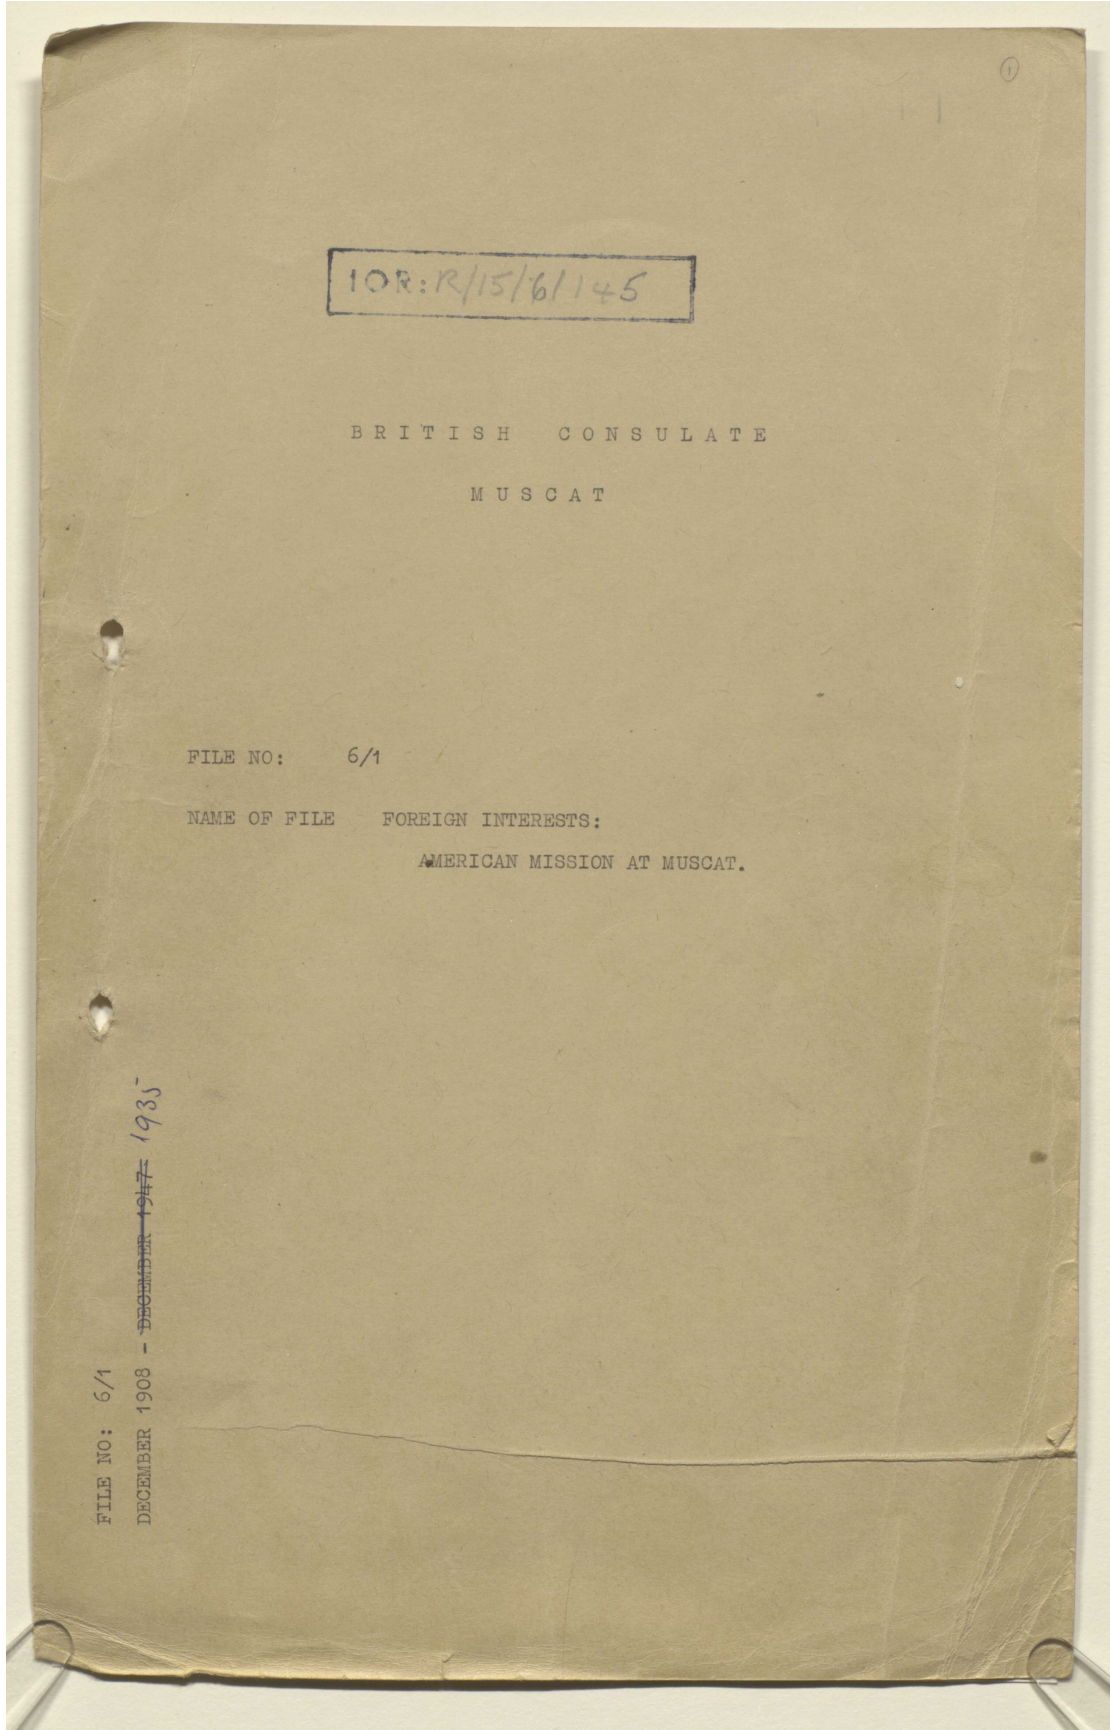 1
IOR: R/15/6/145
BRITISH CONSULATE
MUSCAT
FILE NO: 6/1
NAME OF FILE FOREIGN INTERESTS:
AMERICAN MISSION AT MUSCAT.
FILE NO: 6/1
DECEMBER 1908 - DECEMBER 1947. 1935